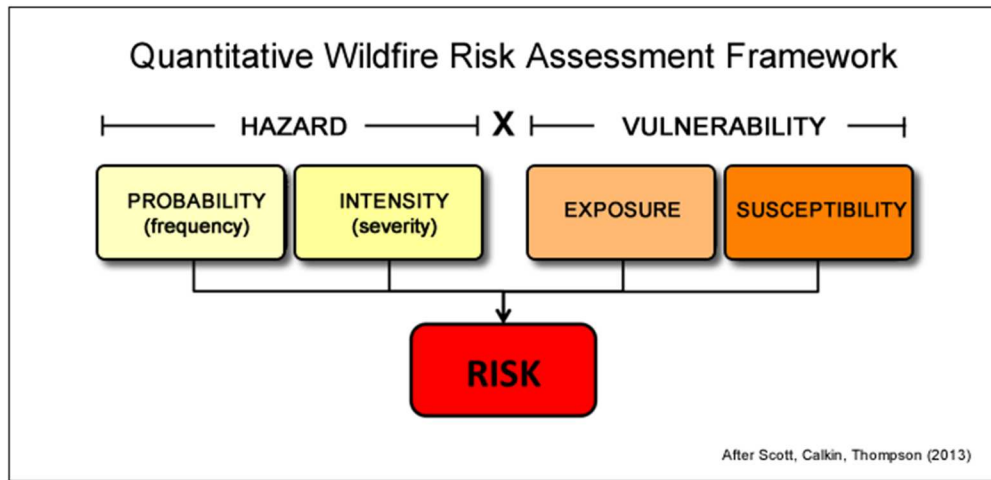 Quantitative Wildfire Risk Assessment Framework
HAZARD X VULNERABILITY
PROBABILITY
(frequency)
INTENSITY
(severity)
EXPOSURE
SUSCEPTIBILITY
RISK
After Scott, Calkin, Thompson (2013)